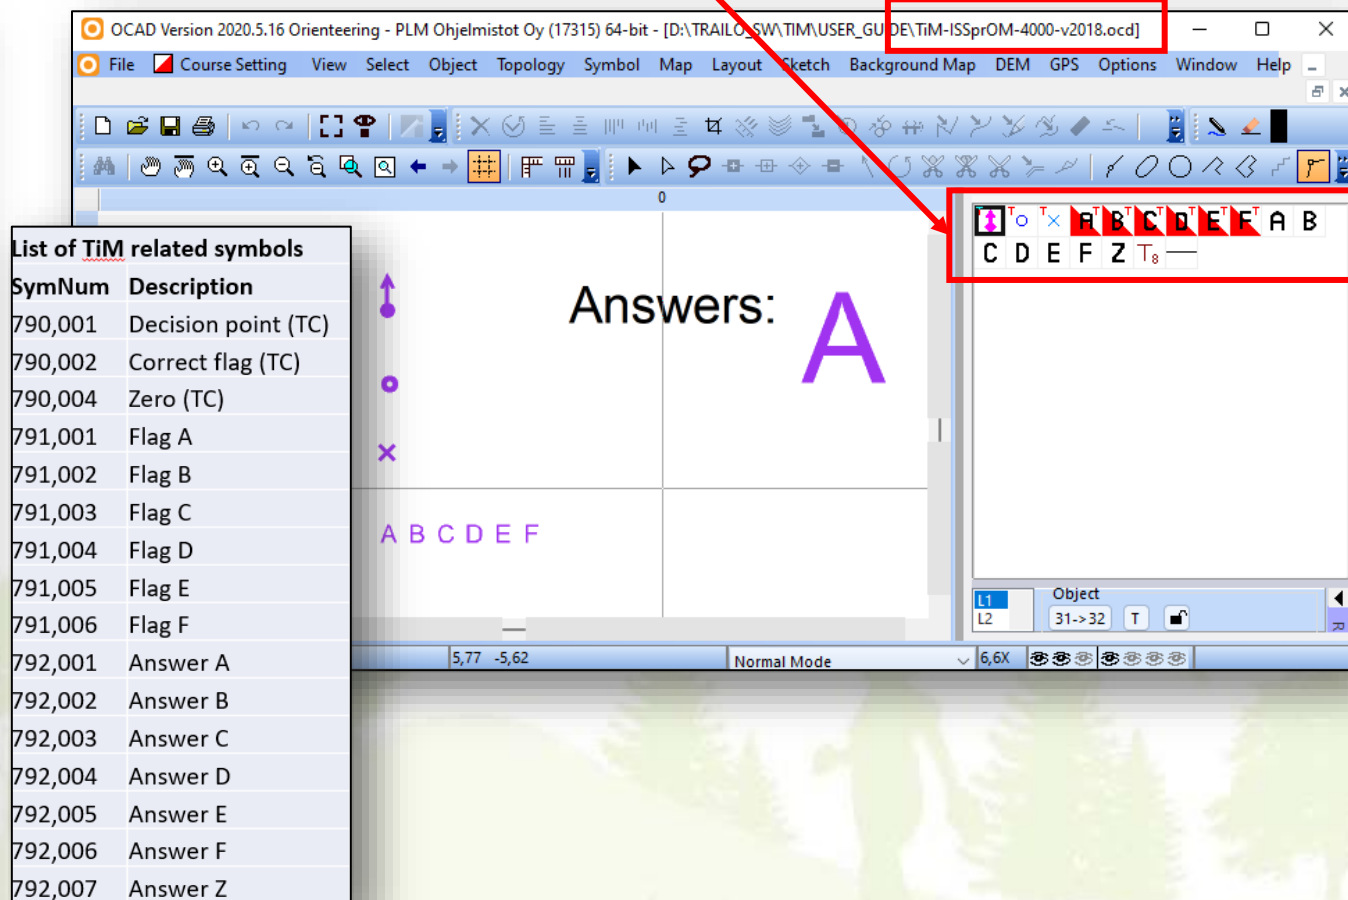 OCAD Version 2020.5.16 Orienteering - PLM Ohjelmistot Oy (17315) 64-bit - [D:\TRAILO_SW\TIM\USER_GUIDE\TiM-ISSprOM-4000-v2018.ocd]
File Course Setting View Select Object Topology Symbol Map Layout Sketch Background Map DEM GPS Options Window Help
0
T T T A T B T C T D T E T F T A B
C D E F Z T8
List of TiM related symbols
SymNum Description
790,001 Decision point (TC)
790,002 Correct flag (TC)
790,004 Zero (TC)
791,001 Flag A
791,002 Flag B
791,003 Flag C
791,004 Flag D
791,005 Flag E
791,006 Flag F
792,001 Answer A
792,002 Answer B
792,003 Answer C
792,004 Answer D
792,005 Answer E
792,006 Answer F
792,007 Answer Z
Answers: A
A B C D E F
L1
L2
Object
31->32 T
R
5,77 -5,62 Normal Mode 6,6X